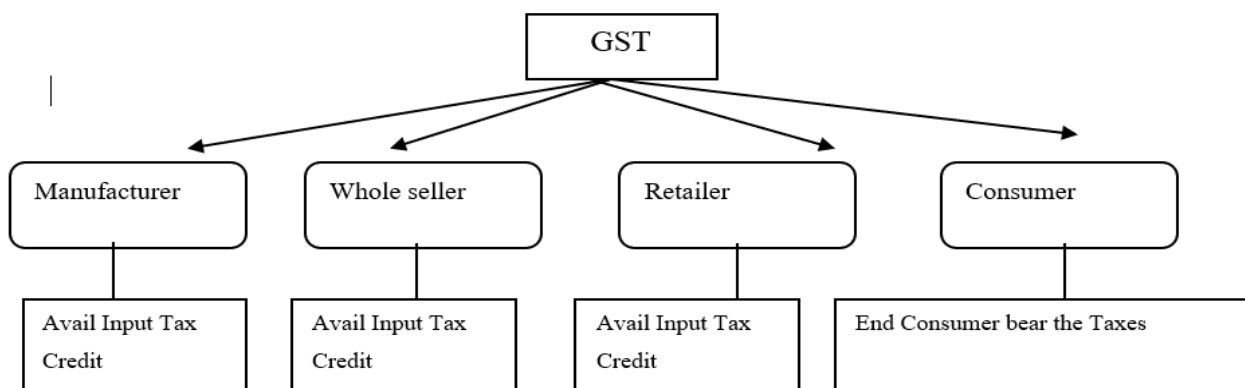 GST
Manufacturer
Whole seller
Retailer
Consumer
Avail Input Tax
Credit
Avail Input Tax
Credit
Avail Input Tax
Credit
End Consumer bear the Taxes